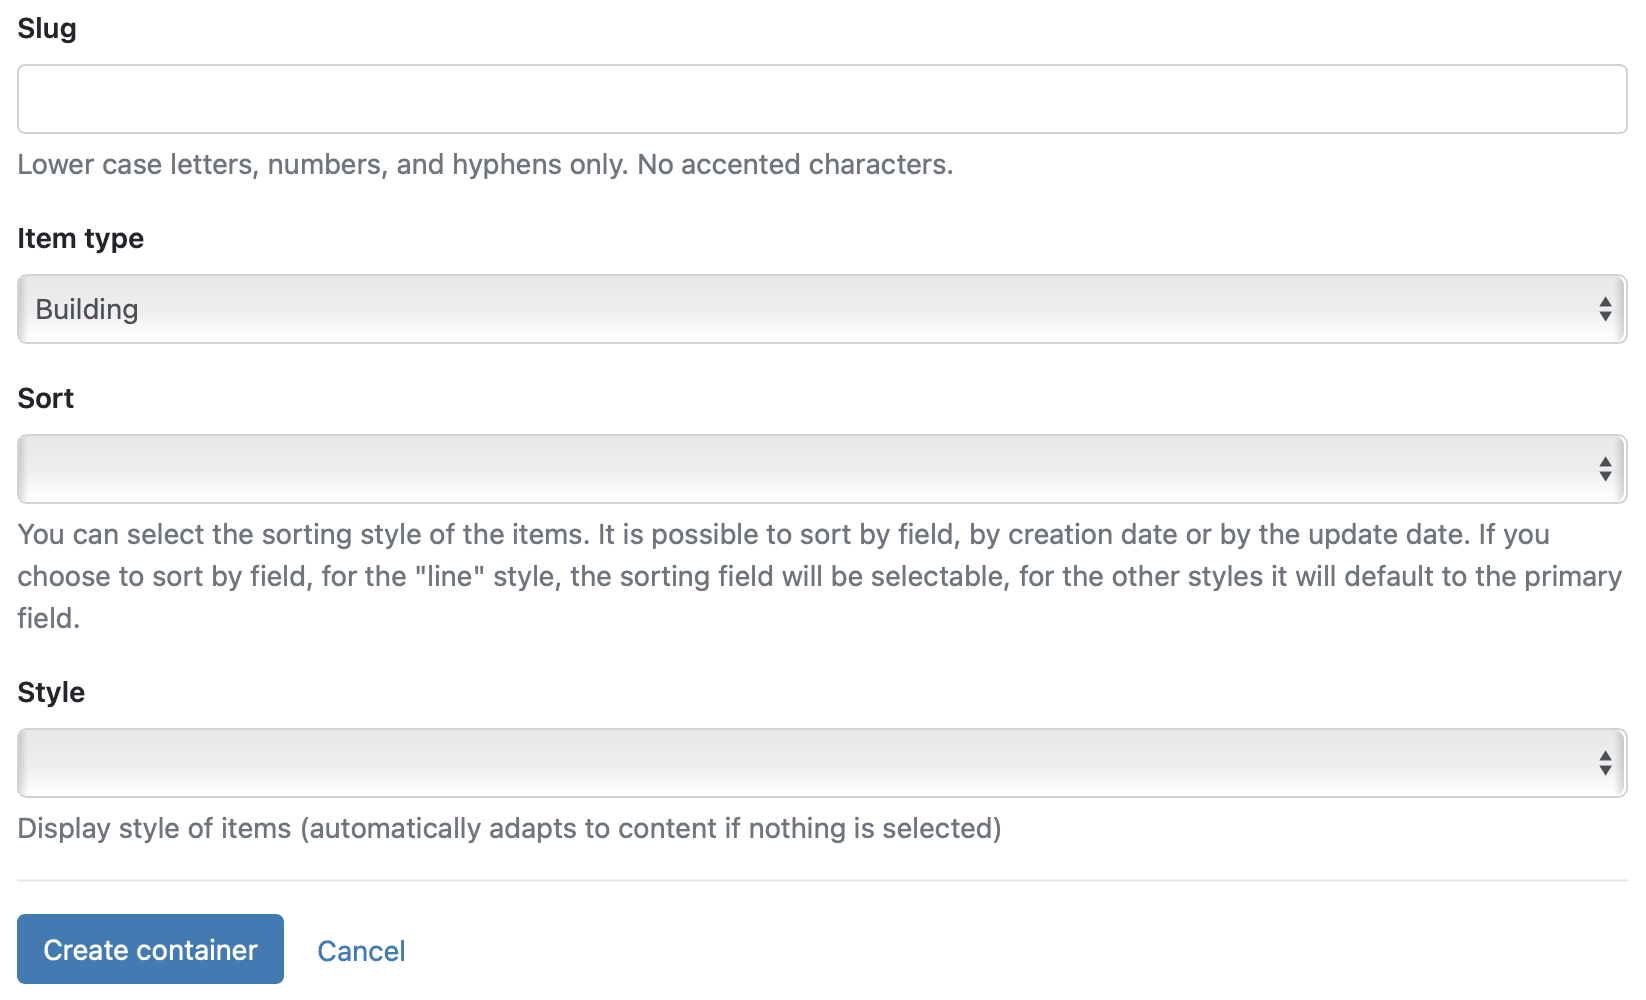 Slug
Lower case letters, numbers, and hyphens only. No accented characters.
Item type
Building
Sort
You can select the sorting style of the items. It is possible to sort by field, by creation date or by the update date. If you
choose to sort by field, for the "line" style, the sorting field will be selectable, for the other styles it will default to the primary
field.
Style
Display style of items (automatically adapts to content if nothing is selected)
Create container
Cancel